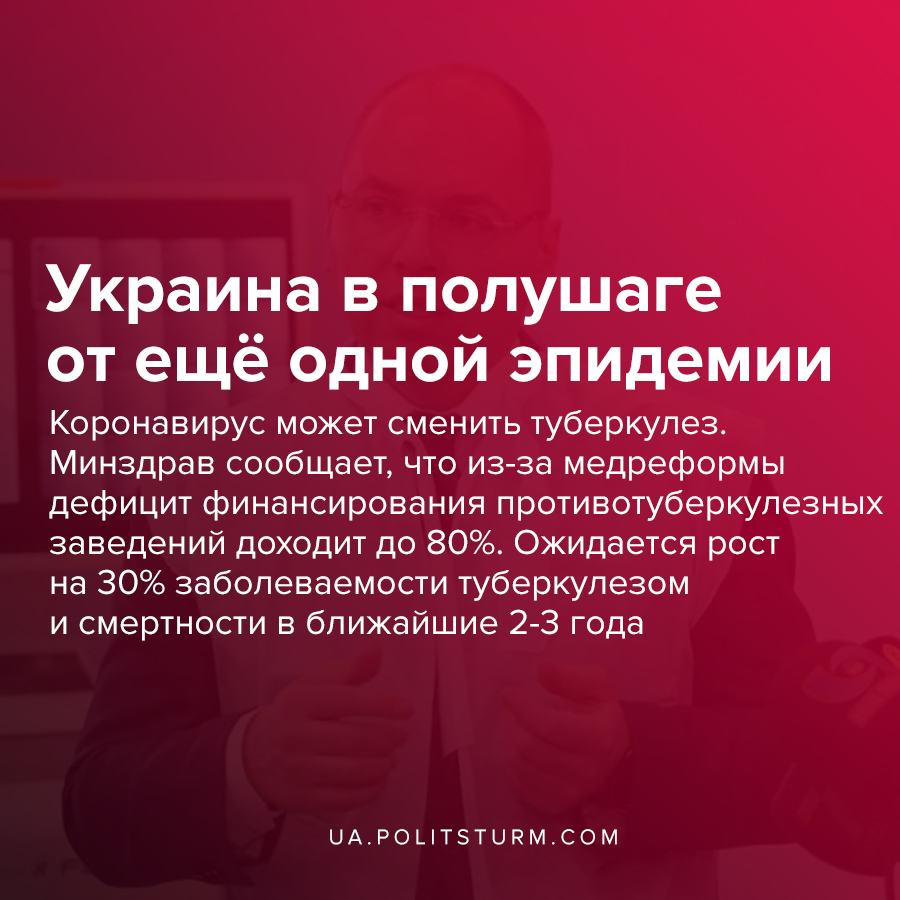 Украина в полушаге
от ещё одной эпидемии
Коронавирус может сменить туберкулез.
Минздрав сообщает, что из-за медреформы
дефицит финансирования противотуберкулезных
заведений доходит до 80%. Ожидается рост
на 30% заболеваемости туберкулезом
и смертности в ближайшие 2-3 года
UA.POLITSTURM.COM